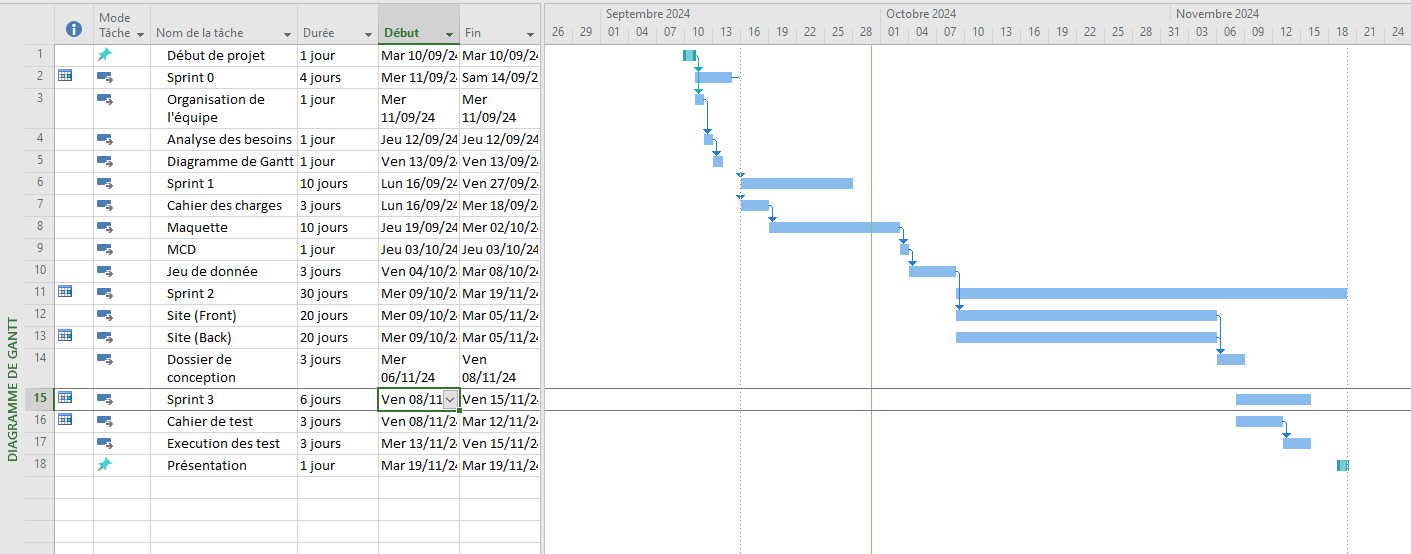 Septembre 2024 Octobre 2024 Novembre 2024
Mode Tâche Nom de la tâche Durée Début Fin
26 29 01 04 07 10 13 16 19 22 25 28 01 04 07 10 13 16 19 22 25 28 31 03 06 09 12 15 18 21 24
1 Début de projet 1 jour Mar 10/09/24 Mar 10/09/24
2 Sprint 0 4 jours Mer 11/09/24 Sam 14/09/2
3 Organisation de l'équipe 1 jour Mer 11/09/24 Mer 11/09/24
4 Analyse des besoins 1 jour Jeu 12/09/24 Jeu 12/09/24
5 Diagramme de Gantt 1 jour Ven 13/09/24 Ven 13/09/24
6 Sprint 1 10 jours Lun 16/09/24 Ven 27/09/24
7 Cahier des charges 3 jours Lun 16/09/24 Mer 18/09/24
8 Maquette 10 jours Jeu 19/09/24 Mer 02/10/24
9 MCD 1 jour Jeu 03/10/24 Jeu 03/10/24
10 Jeu de donnée 3 jours Ven 04/10/24 Mar 08/10/24
11 Sprint 2 30 jours Mer 09/10/24 Mar 19/11/24
12 Site (Front) 20 jours Mer 09/10/24 Mar 05/11/24
13 Site (Back) 20 jours Mer 09/10/24 Mar 05/11/24
14 Dossier de conception 3 jours Mer 06/11/24 Ven 08/11/24
15 Sprint 3 6 jours Ven 08/11 Ven 15/11/24
16 Cahier de test 3 jours Ven 08/11/24 Mar 12/11/24
17 Execution des test 3 jours Mer 13/11/24 Ven 15/11/24
18 Présentation 1 jour Mar 19/11/24 Mar 19/11/24
DIAGRAMME DE GANTT